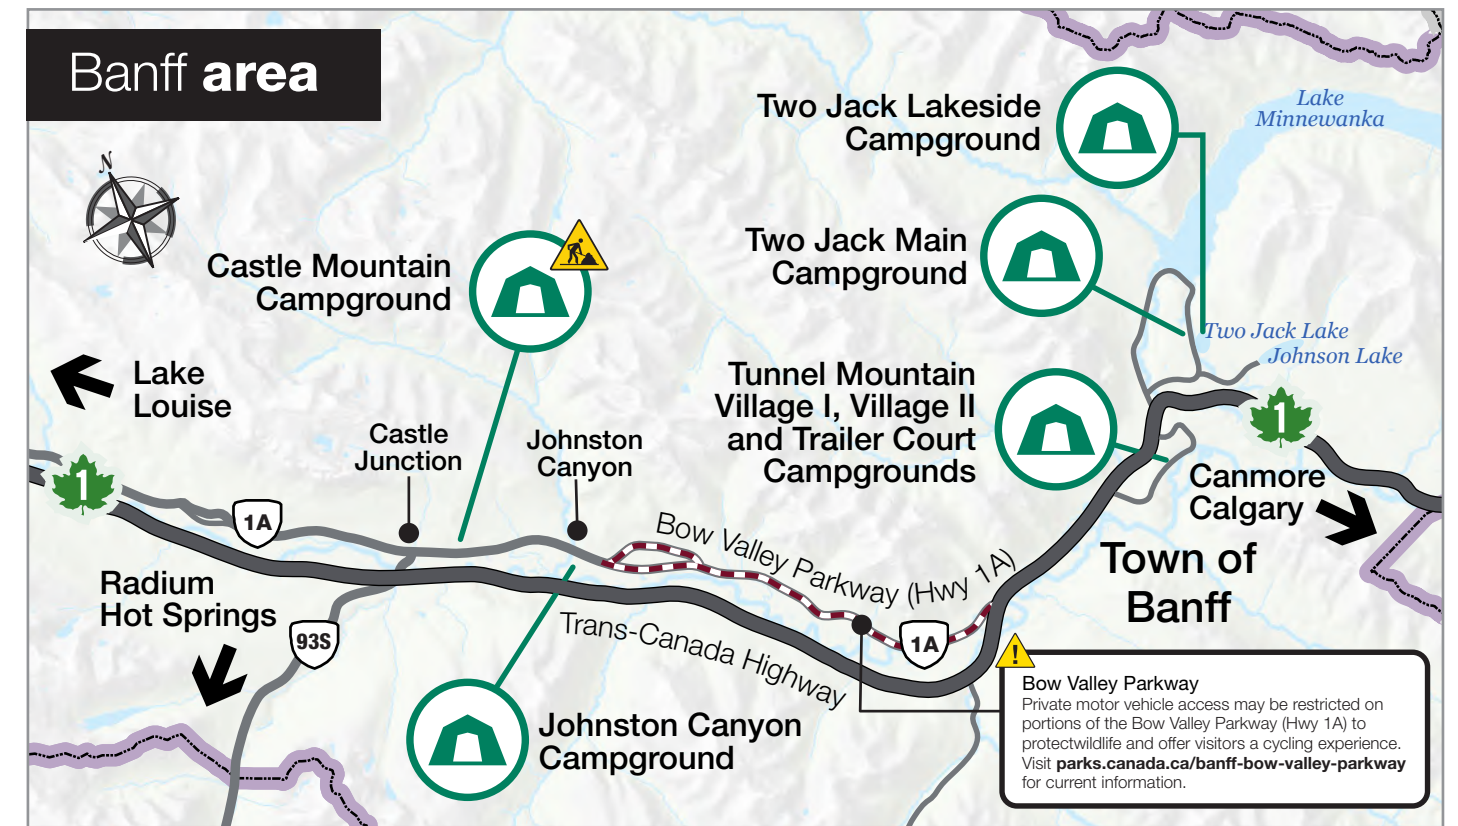 Banff area
N
Two Jack Lakeside
Campground
Lake
Minnewanka
Two Jack Main
Campground
Castle Mountain
Campground
Two Jack Lake
Johnson Lake
Lake
Louise
Tunnel Mountain
Village I, Village II
and Trailer Court
Campgrounds
1
Castle
Junction
Johnston
Canyon
Canmore
Calgary
1
1A
Bow Valley Parkway (Hwy 1A)
Town of
Banff
Radium
Hot Springs
93S
Trans-Canada Highway
1A
Johnston Canyon
Campground
!
Bow Valley Parkway
Private motor vehicle access may be restricted on
portions of the Bow Valley Parkway (Hwy 1A) to
protectwildlife and offer visitors a cycling experience.
Visit parks.canada.ca/banff-bow-valley-parkway
for current information.